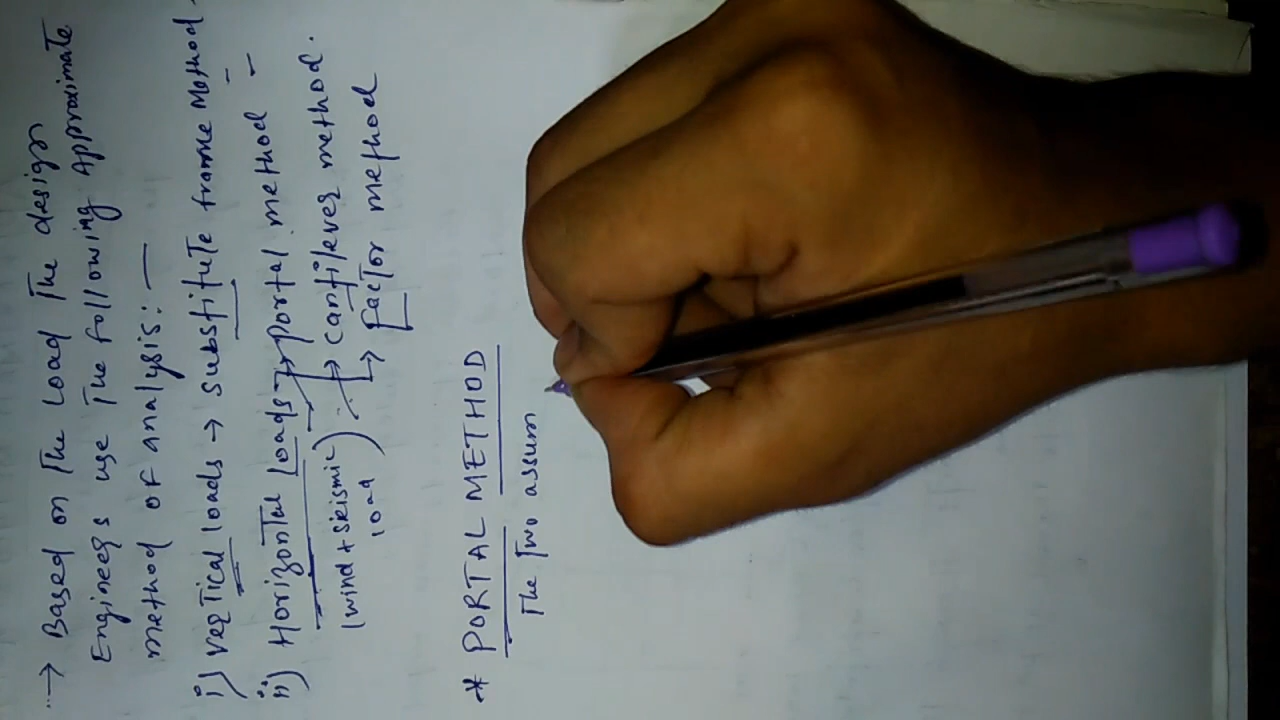 → Based on The Load The design
Engineers use The following Approximate
method of analysis: —
i) vertical loads → substitute frame Method -
ii) Horizontal Loads → portal method -
(wind + seismic → cantilever method.
load) → factor method
* PORTAL METHOD
The Two assum